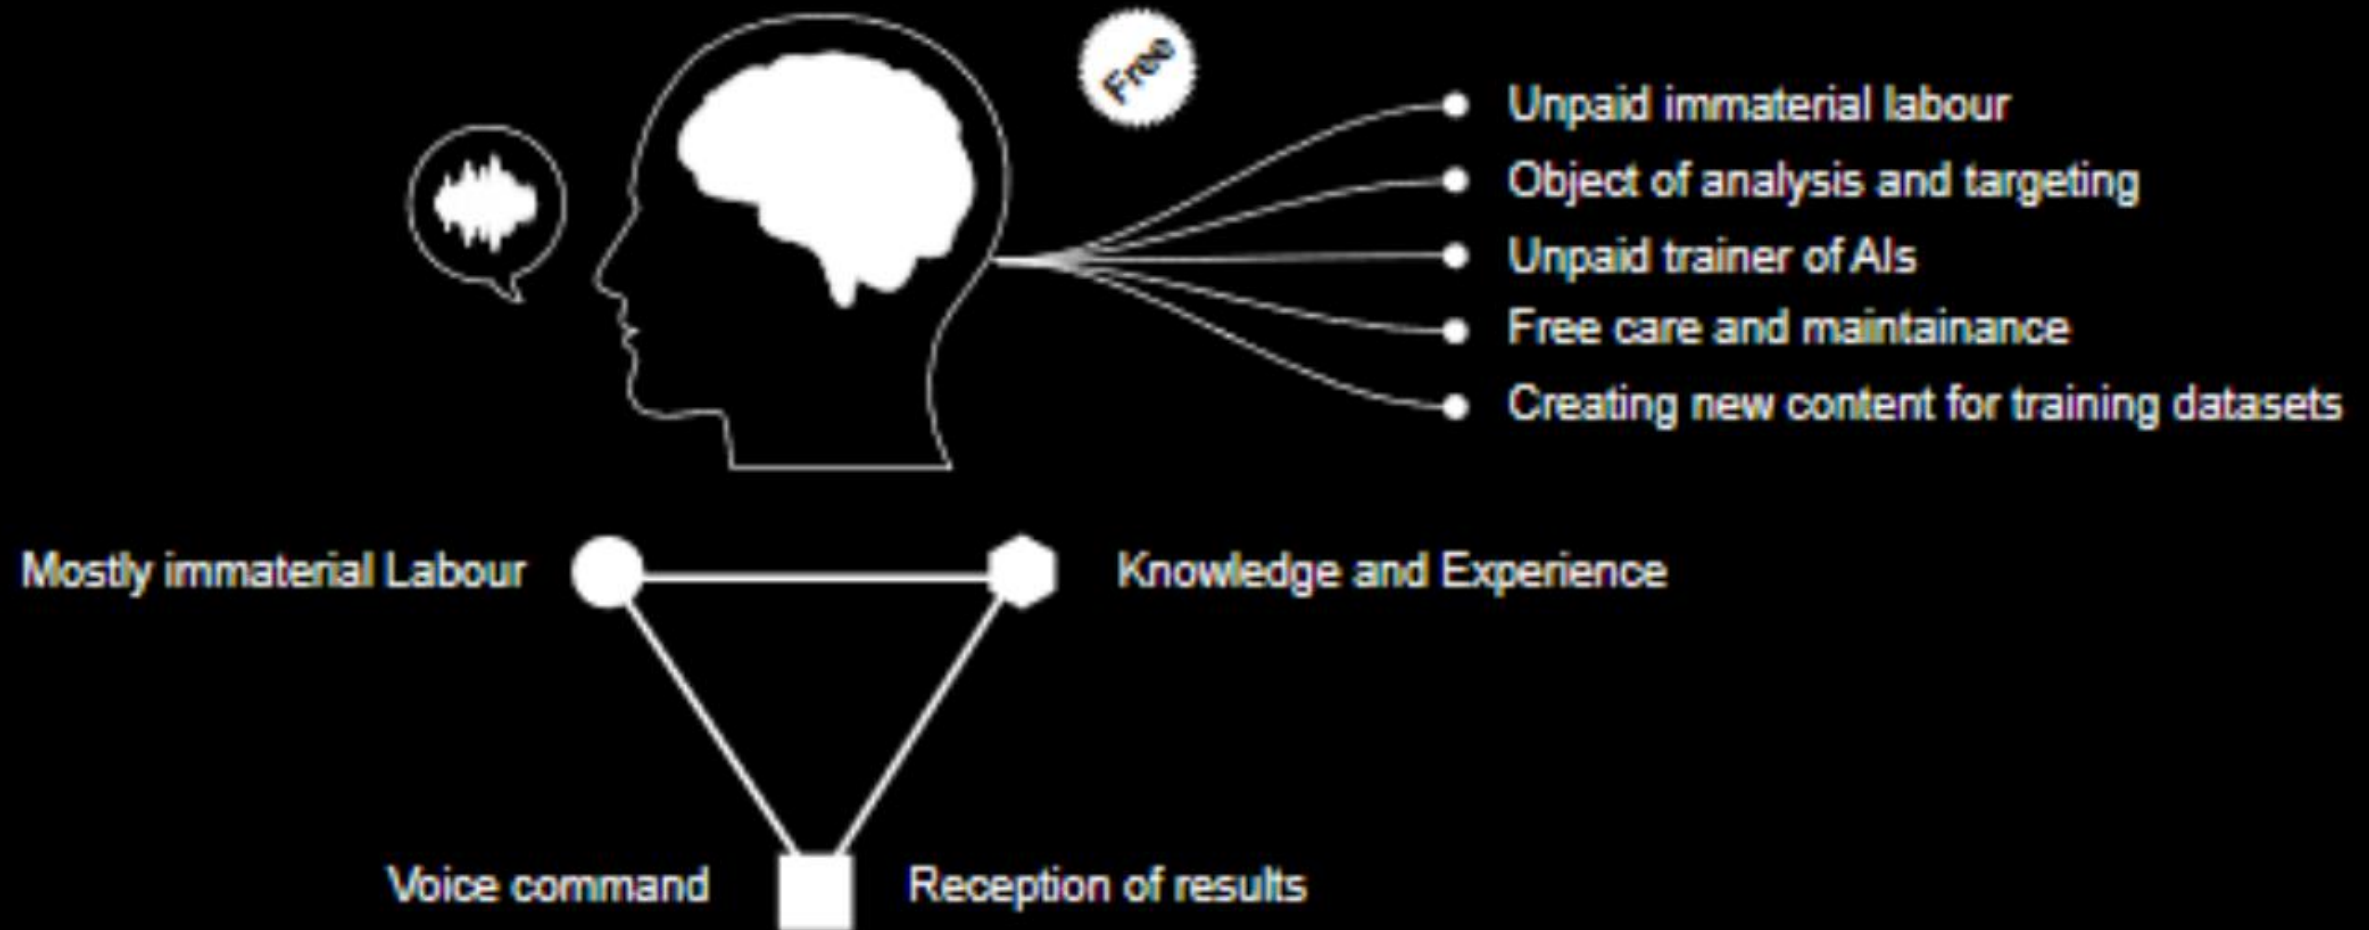 Free
Unpaid immaterial labour
Object of analysis and targeting
Unpaid trainer of AIs
Free care and maintainance
Creating new content for training datasets
Mostly immaterial Labour
Knowledge and Experience
Voice command
Reception of results